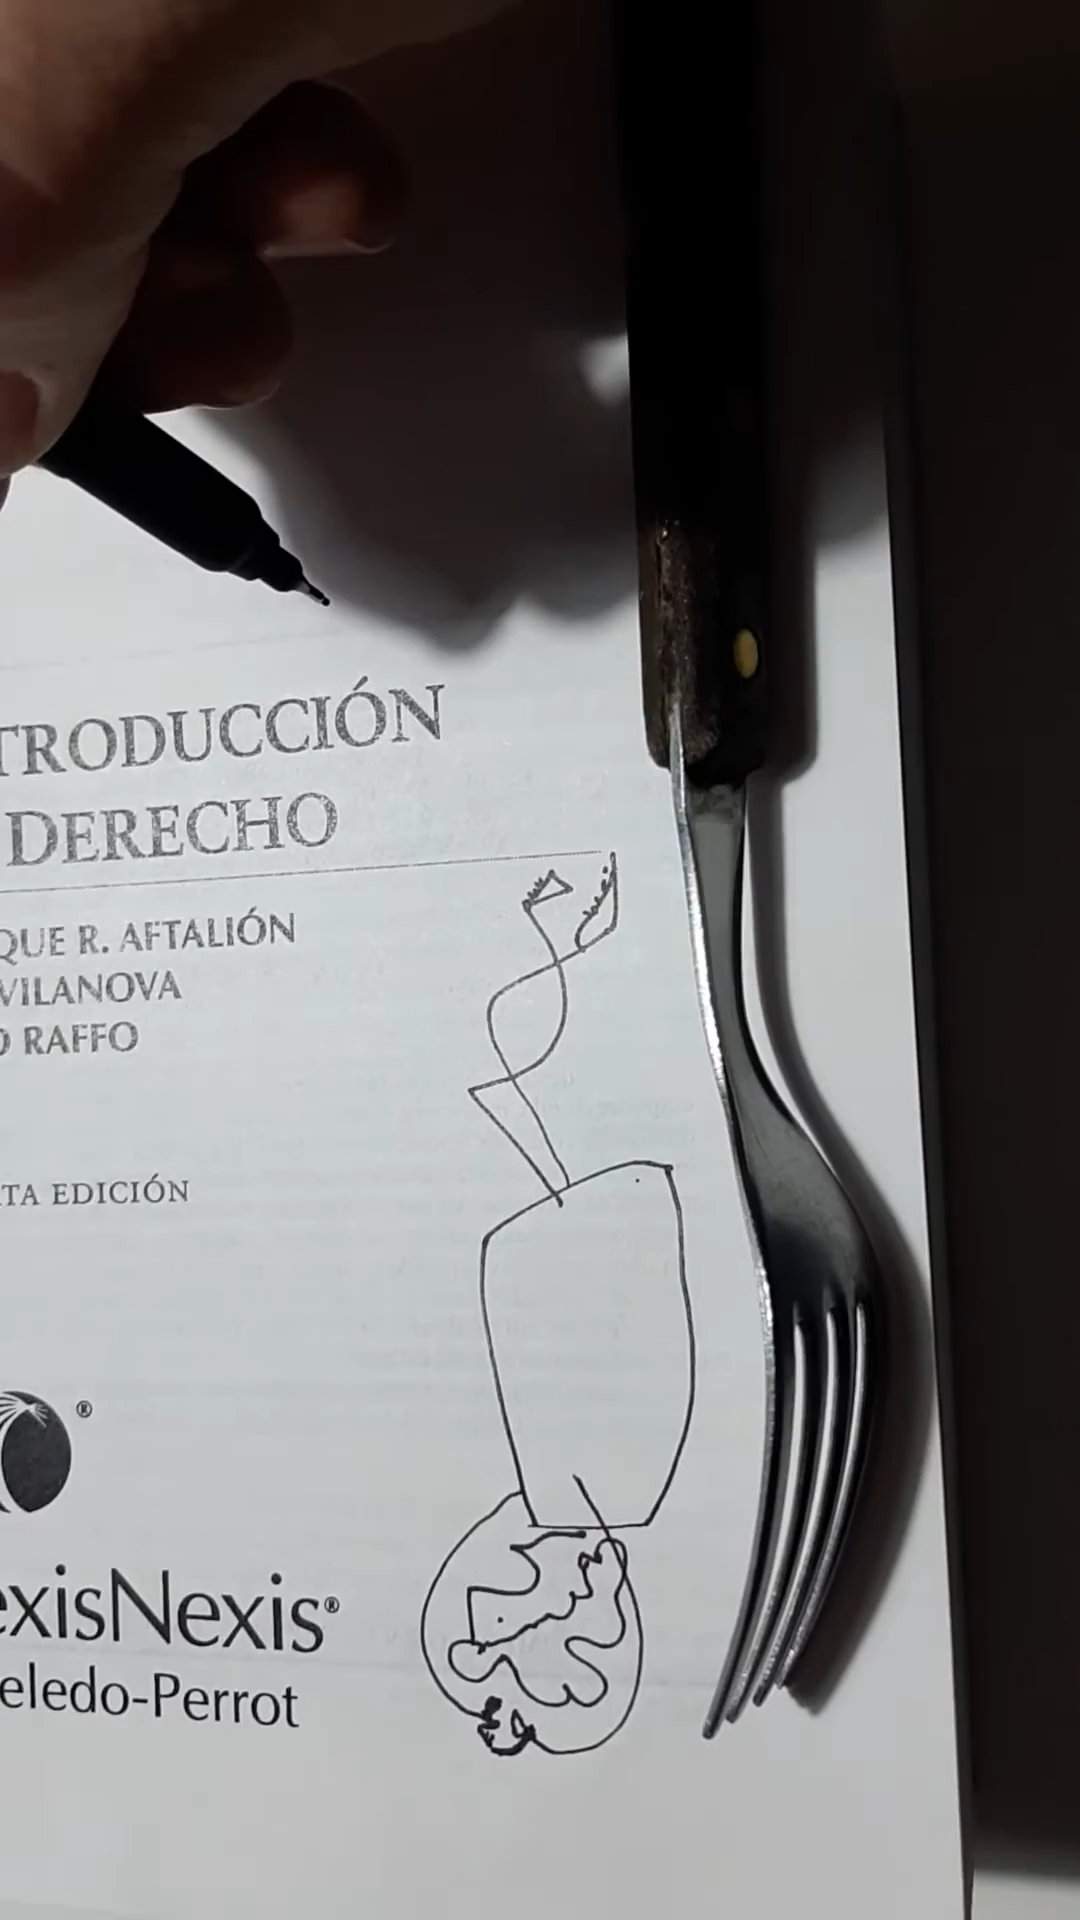 TRODUCCIÓN
DERECHO
QUE R. AFTALIÓN
VILANOVA
O RAFFO
TA EDICIÓN
®
exisNexis®
eledo-Perrot